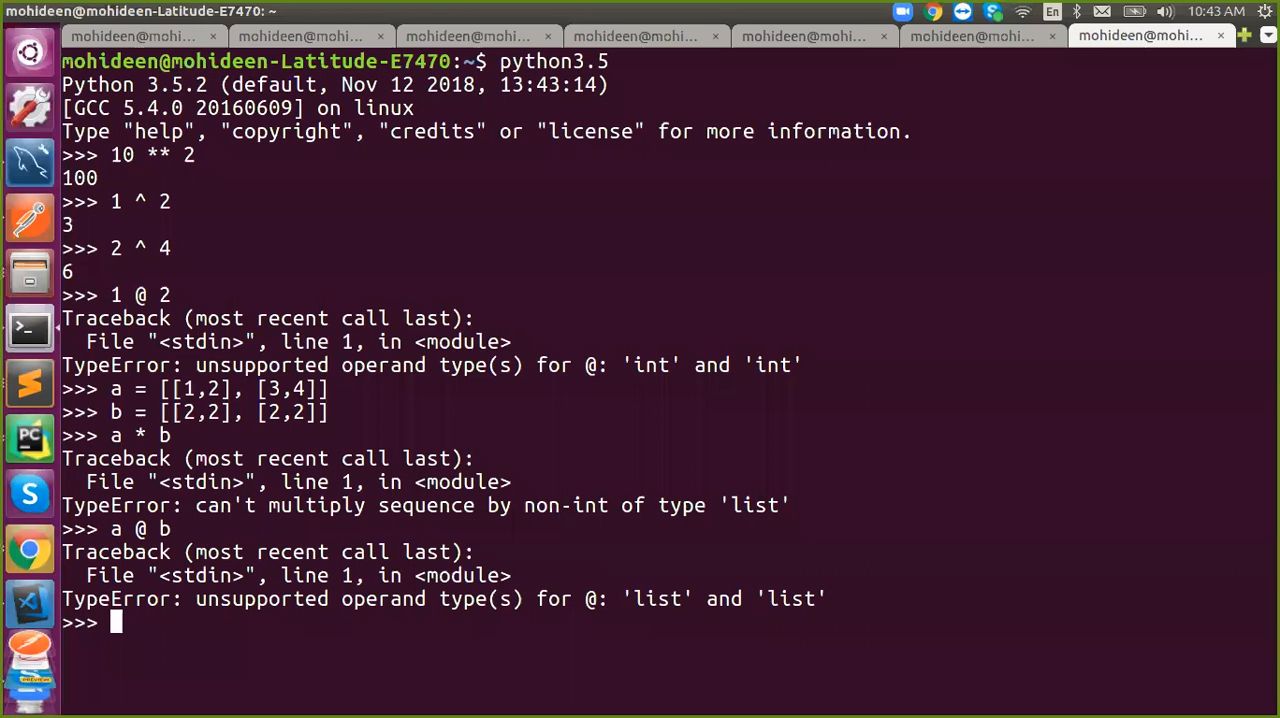 mohideen@mohideen-Latitude-E7470: ~
En
10:43 AM
mohideen@mohi... × mohideen@mohi... × mohideen@mohi... × mohideen@mohi... × mohideen@mohi... × mohideen@mohi... × mohideen@mohi... ×
mohideen@mohideen-Latitude-E7470:~$ python3.5
Python 3.5.2 (default, Nov 12 2018, 13:43:14)
[GCC 5.4.0 20160609] on linux
Type "help", "copyright", "credits" or "license" for more information.
>>> 10 ** 2
100
>>> 1 ^ 2
3
>>> 2 ^ 4
6
>>> 1 @ 2
Traceback (most recent call last):
  File "<stdin>", line 1, in <module>
TypeError: unsupported operand type(s) for @: 'int' and 'int'
>>> a = [[1,2], [3,4]]
>>> b = [[2,2], [2,2]]
>>> a * b
Traceback (most recent call last):
  File "<stdin>", line 1, in <module>
TypeError: can't multiply sequence by non-int of type 'list'
>>> a @ b
Traceback (most recent call last):
  File "<stdin>", line 1, in <module>
TypeError: unsupported operand type(s) for @: 'list' and 'list'
>>>
PC
S